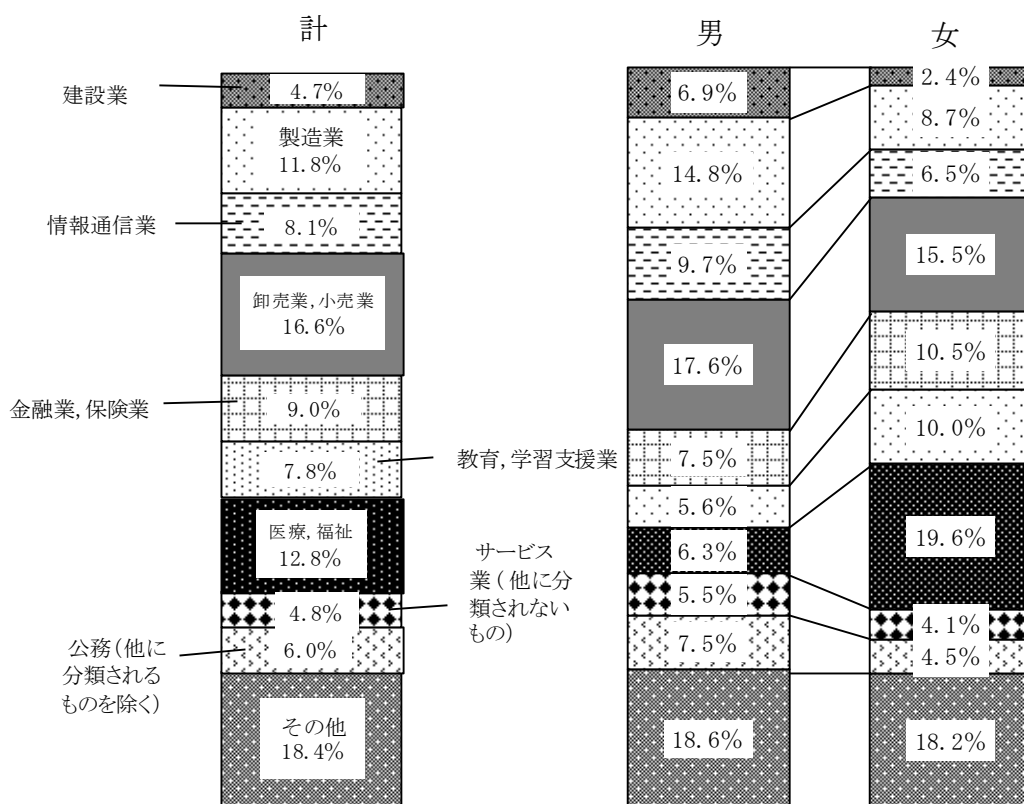 計
建設業
4.7%
製造業
11.8%
情報通信業
8.1%
卸売業,小売業
16.6%
金融業,保険業
9.0%
教育,学習支援業
7.8%
医療,福祉
12.8%
サービス
業(他に分
類されない
もの)
4.8%
公務(他に
分類される
ものを除く)
6.0%
その他
18.4%
男
6.9%
14.8%
9.7%
17.6%
7.5%
5.6%
6.3%
5.5%
7.5%
18.6%
女
2.4%
8.7%
6.5%
15.5%
10.5%
10.0%
19.6%
4.1%
4.5%
18.2%